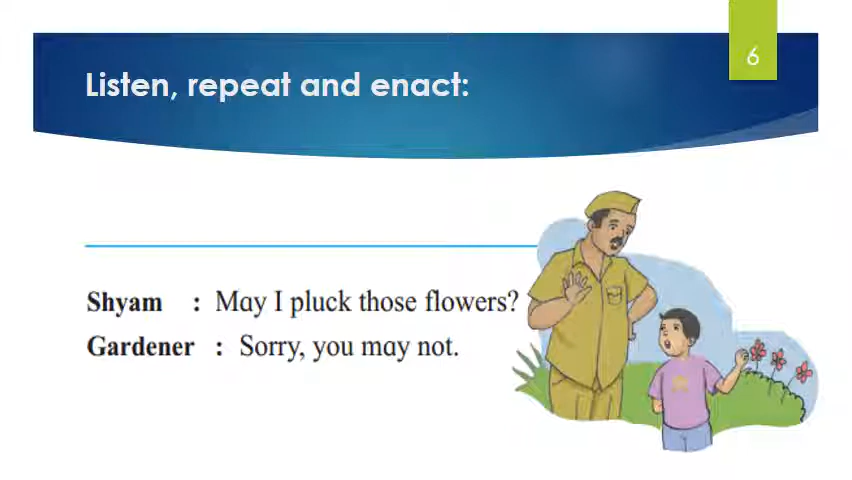 6
Listen, repeat and enact:
Shyam : May I pluck those flowers?
Gardener : Sorry, you may not.